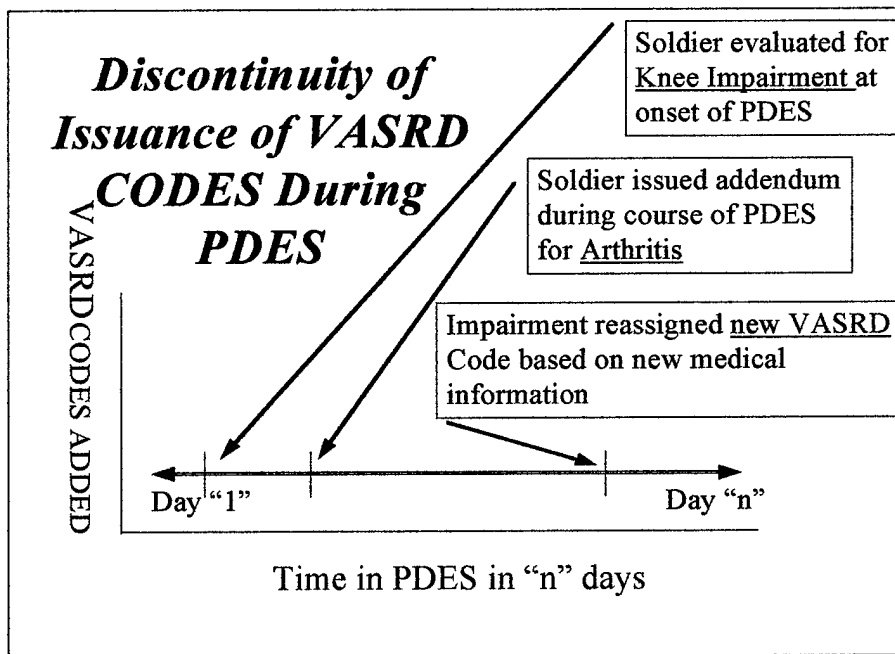 Discontinuity of
Issuance of VASRD
CODES During
PDES
Soldier evaluated for
Knee Impairment at
onset of PDES
Soldier issued addendum
during course of PDES
for Arthritis
Impairment reassigned new VASRD
Code based on new medical
information
VASRD CODES ADDED
Day “1”
Day “n”
Time in PDES in “n” days